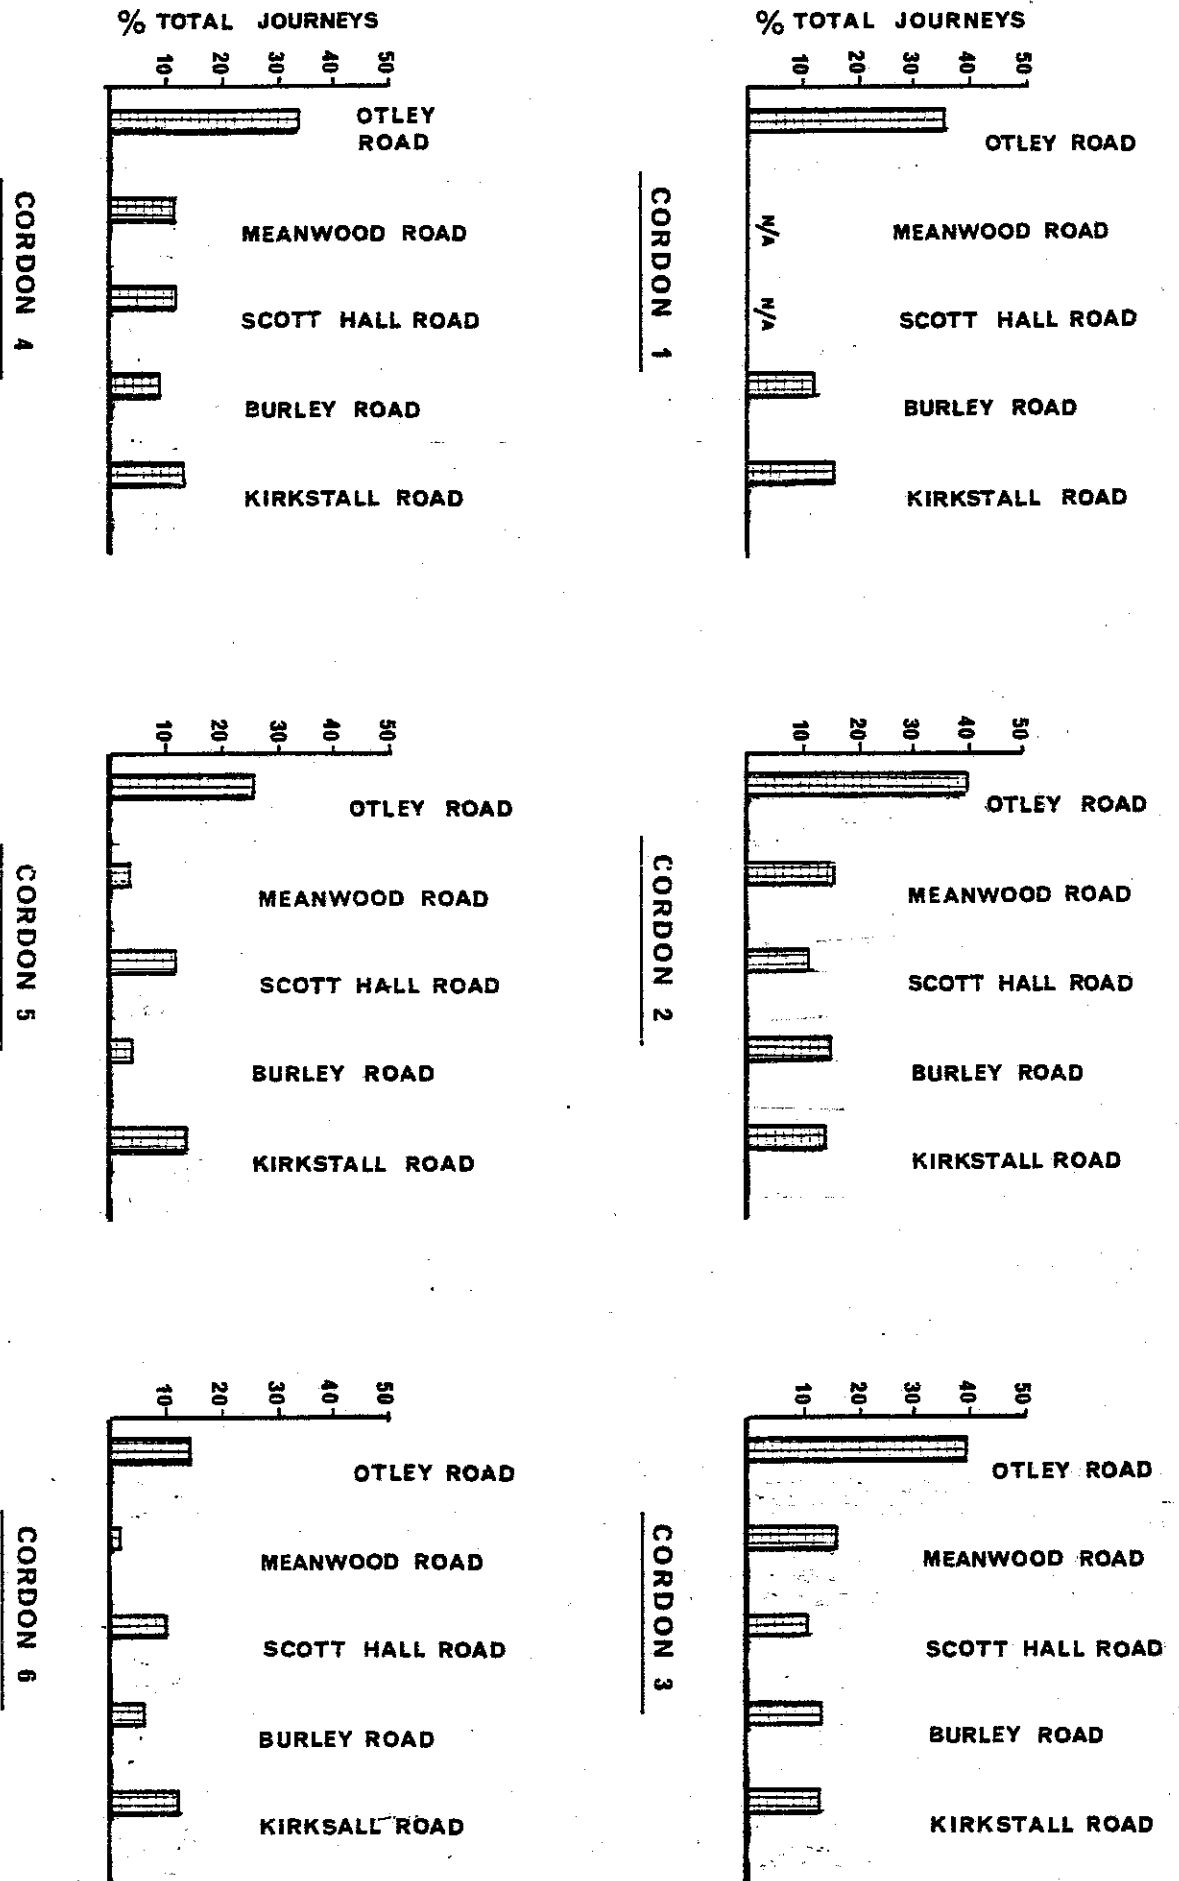 % TOTAL JOURNEYS
10
20
30
40
50
OTLEY ROAD
MEANWOOD ROAD
N/A
SCOTT HALL ROAD
N/A
BURLEY ROAD
KIRKSTALL ROAD
CORDON 1
10
20
30
40
50
OTLEY ROAD
MEANWOOD ROAD
SCOTT HALL ROAD
BURLEY ROAD
KIRKSTALL ROAD
CORDON 2
10
20
30
40
50
OTLEY ROAD
MEANWOOD ROAD
SCOTT HALL ROAD
BURLEY ROAD
KIRKSTALL ROAD
CORDON 3
% TOTAL JOURNEYS
10
20
30
40
50
OTLEY
ROAD
MEANWOOD ROAD
SCOTT HALL ROAD
BURLEY ROAD
KIRKSTALL ROAD
CORDON 4
10
20
30
40
50
OTLEY ROAD
MEANWOOD ROAD
SCOTT HALL ROAD
BURLEY ROAD
KIRKSTALL ROAD
CORDON 5
10
20
30
40
50
OTLEY ROAD
MEANWOOD ROAD
SCOTT HALL ROAD
BURLEY ROAD
KIRKSALL ROAD
CORDON 6